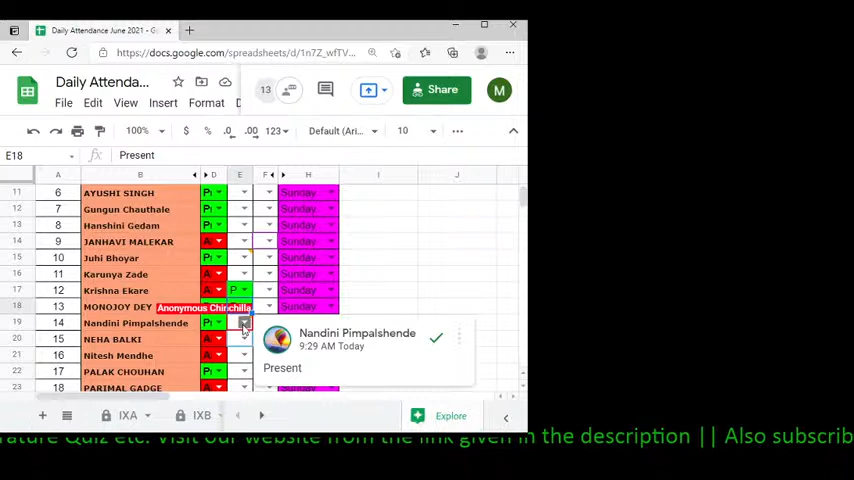 Daily Attendance June 2021 - G
https://docs.google.com/spreadsheets/d/1n7Z_wfTV...
Daily Attenda...
13
Share
M
File Edit View Insert Format
100% $ % .0 .00 123 Default (Ari... 10
E18 fx Present
A B D E F H I J
11 6 AYUSHI SINGH Sunday
12 7 Gungun Chauthale Sunday
13 8 Hanshini Gedam Sunday
14 9 JANHAVI MALEKAR A Sunday
15 10 Juhi Bhoyar Sunday
16 11 Karunya Zade A Sunday
17 12 Krishna Ekare A P Sunday
18 13 MONOJOY DEY Anonymous Chinchilla Sunday
19 14 Nandini Pimpalshende
20 15 NEHA BALKI
21 16 Nitesh Mendhe
22 17 PALAK CHOUHAN
23 18 PARIMAL GADGE
Nandini Pimpalshende
9:29 AM Today
Present
IXA IXB Explore
rature Quiz etc. Visit our website from the link given in the description || Also subscrib